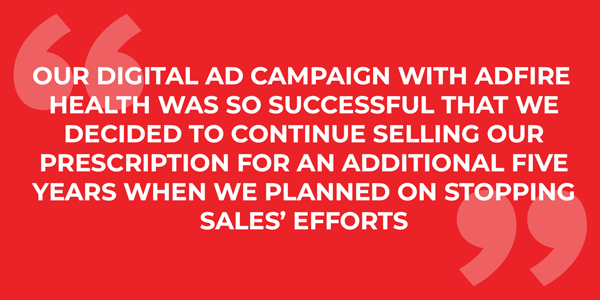 OUR DIGITAL AD CAMPAIGN WITH ADFIRE
HEALTH WAS SO SUCCESSFUL THAT WE
DECIDED TO CONTINUE SELLING OUR
PRESCRIPTION FOR AN ADDITIONAL FIVE
YEARS WHEN WE PLANNED ON STOPPING
SALES’ EFFORTS